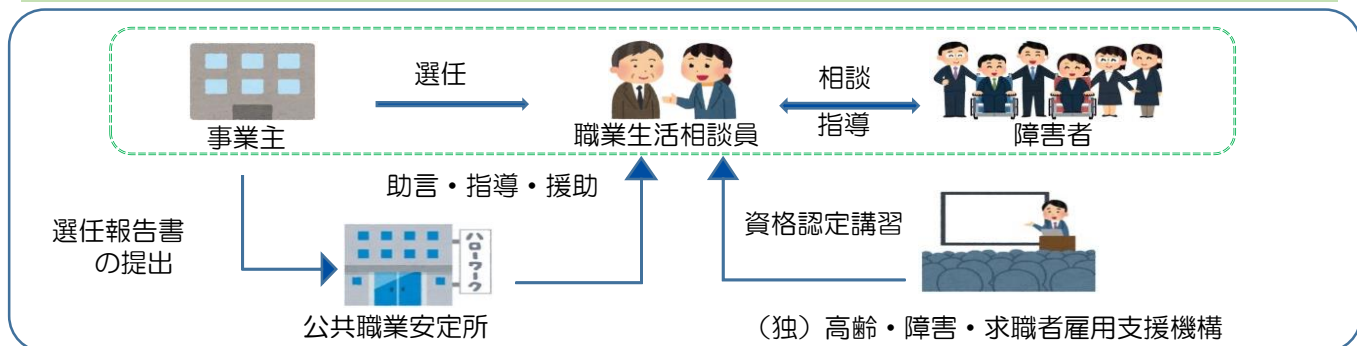 選任
相談
指導
事業主
職業生活相談員
障害者
助言・指導・援助
選任報告書
の提出
資格認定講習
ハローワーク
公共職業安定所
（独）高齢・障害・求職者雇用支援機構